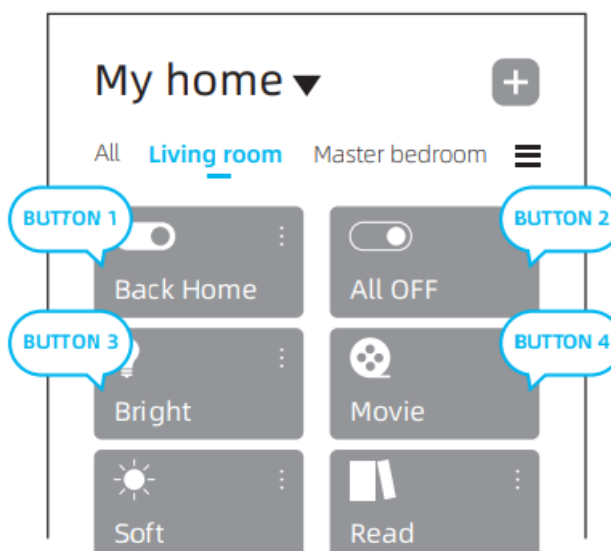 My home
All Living room Master bedroom
BUTTON 1 BUTTON 2
Back Home All OFF
BUTTON 3 BUTTON 4
Bright Movie
Soft Read